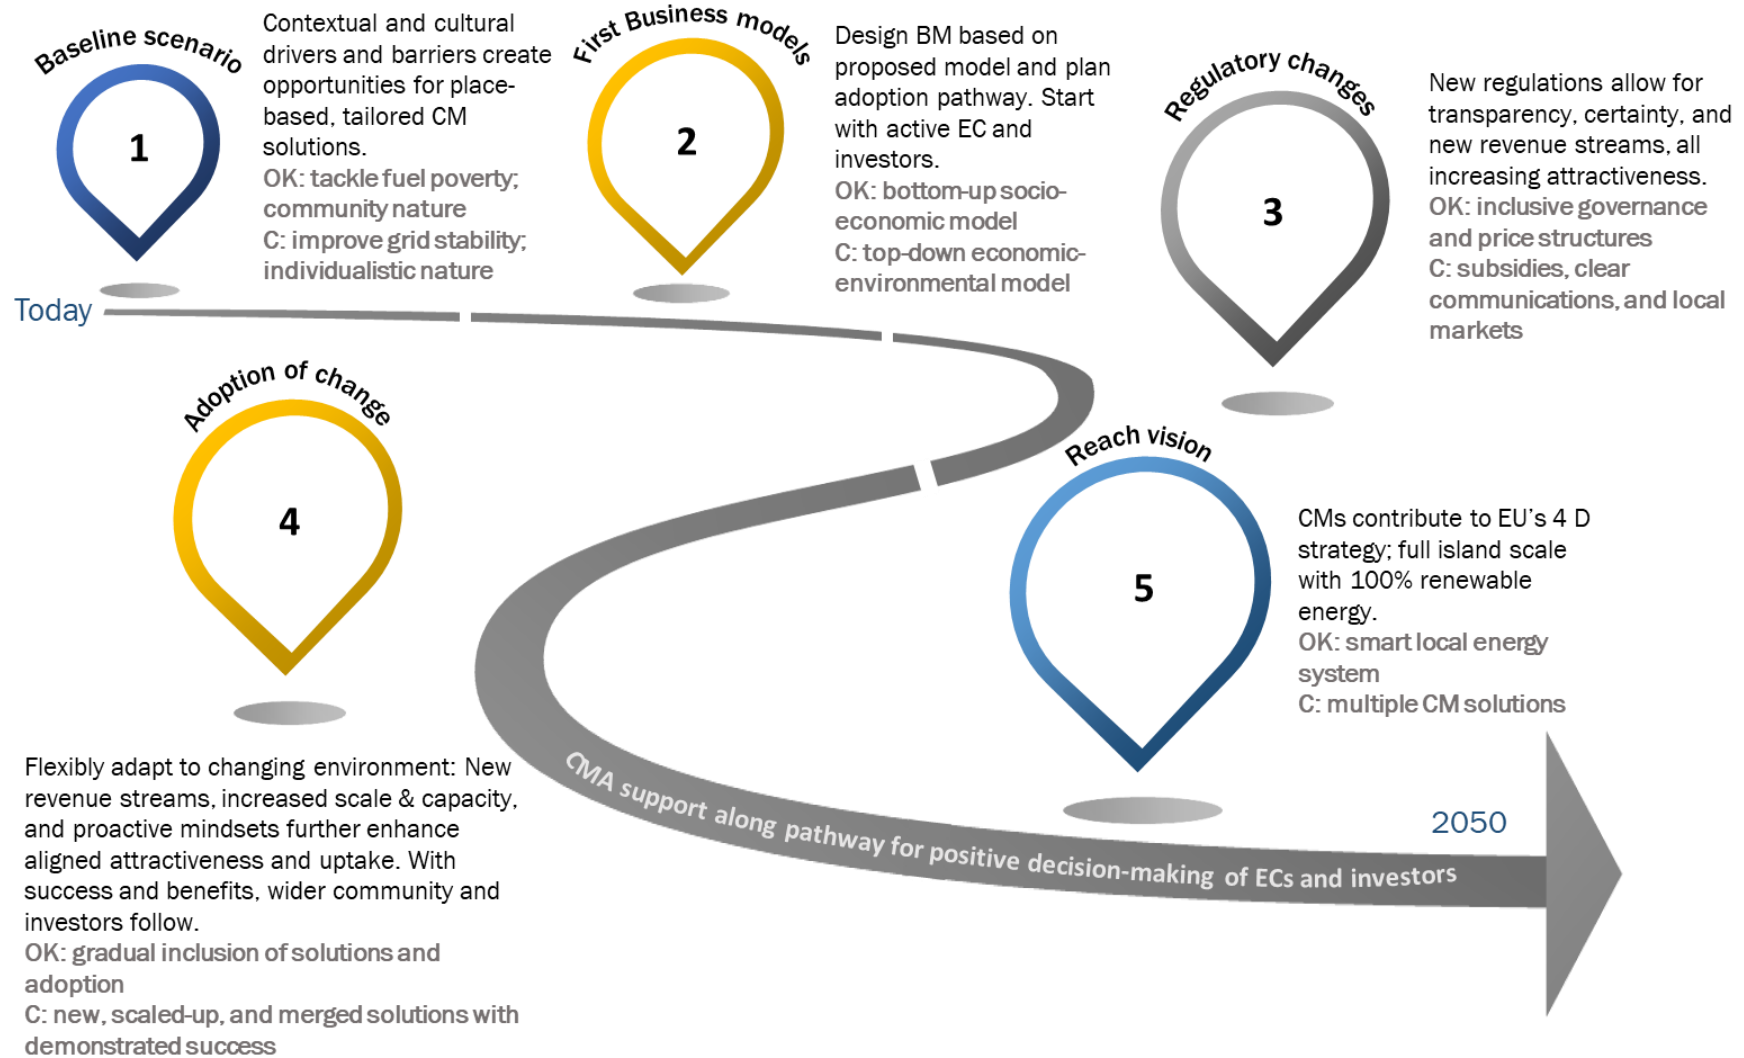 Baseline scenario
1
Contextual and cultural
drivers and barriers create
opportunities for place-
based, tailored CM
solutions.
OK: tackle fuel poverty;
community nature
C: improve grid stability;
individualistic nature
First Business models
2
Design BM based on
proposed model and plan
adoption pathway. Start
with active EC and
investors.
OK: bottom-up socio-
economic model
C: top-down economic-
environmental model
Regulatory changes
3
New regulations allow for
transparency, certainty, and
new revenue streams, all
increasing attractiveness.
OK: inclusive governance
and price structures
C: subsidies, clear
communications, and local
markets
Today
Adoption of change
4
Flexibly adapt to changing environment: New
revenue streams, increased scale & capacity,
and proactive mindsets further enhance
aligned attractiveness and uptake. With
success and benefits, wider community and
investors follow.
OK: gradual inclusion of solutions and
adoption
C: new, scaled-up, and merged solutions with
demonstrated success
Reach vision
5
CMs contribute to EU’s 4 D
strategy; full island scale
with 100% renewable
energy.
OK: smart local energy
system
C: multiple CM solutions
2050
CMA support along pathway for positive decision-making of ECs and investors